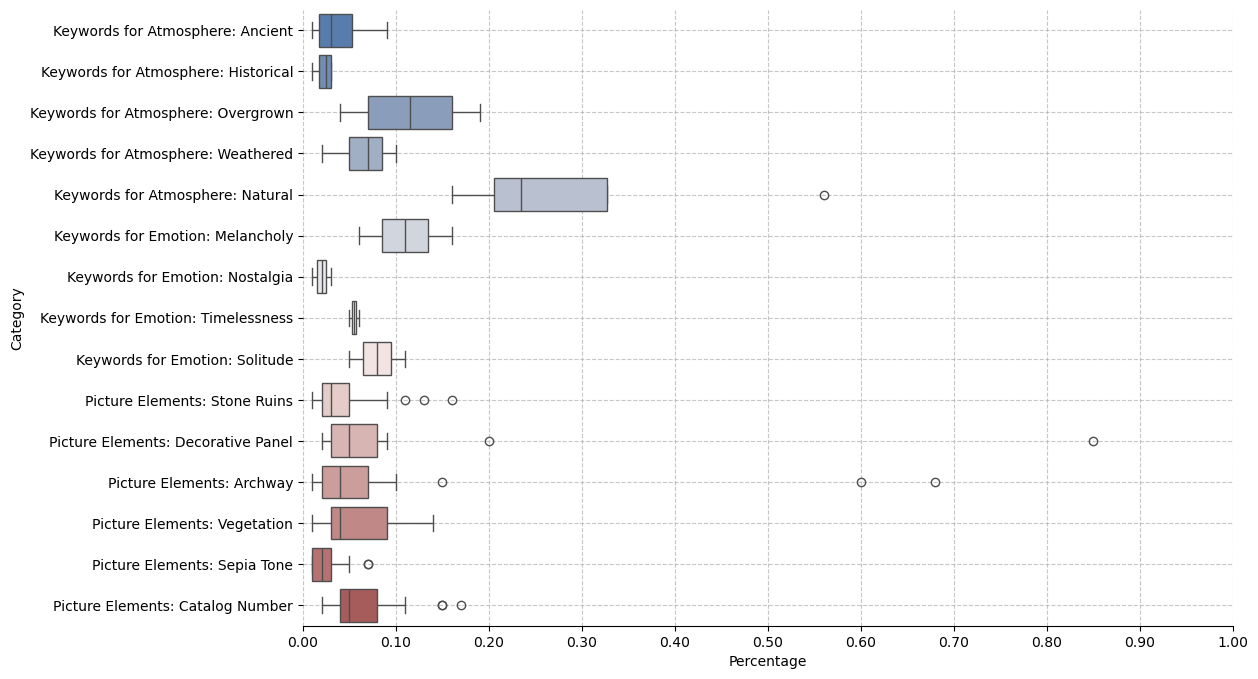 Keywords for Atmosphere: Ancient
Keywords for Atmosphere: Historical
Keywords for Atmosphere: Overgrown
Keywords for Atmosphere: Weathered
Keywords for Atmosphere: Natural
Keywords for Emotion: Melancholy
Keywords for Emotion: Nostalgia
Keywords for Emotion: Timelessness
Keywords for Emotion: Solitude
Picture Elements: Stone Ruins
Picture Elements: Decorative Panel
Picture Elements: Archway
Picture Elements: Vegetation
Picture Elements: Sepia Tone
Picture Elements: Catalog Number
Category
0.00 0.10 0.20 0.30 0.40 0.50 0.60 0.70 0.80 0.90 1.00
Percentage